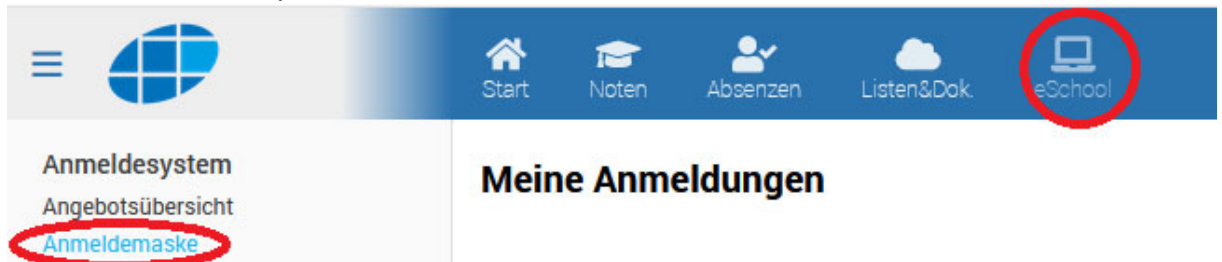 Start Noten Absenzen Listen&Dok. eSchool
Anmeldesystem
Angebotsübersicht
Anmeldemaske
Meine Anmeldungen